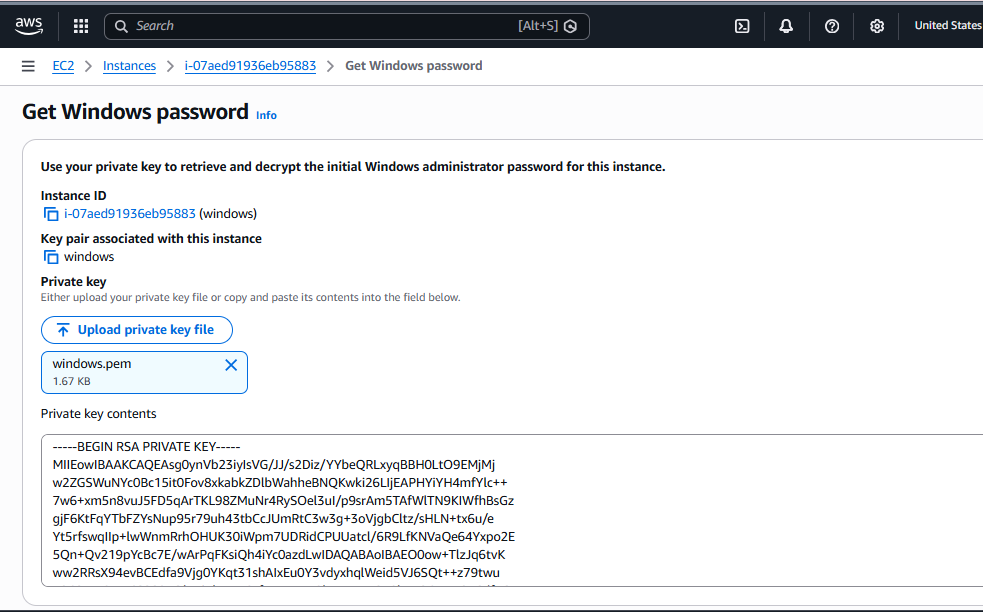 aws
Search [Alt+S]
United States
EC2 > Instances > i-07aed91936eb95883 > Get Windows password
Get Windows password Info
Use your private key to retrieve and decrypt the initial Windows administrator password for this instance.
Instance ID
i-07aed91936eb95883 (windows)
Key pair associated with this instance
windows
Private key
Either upload your private key file or copy and paste its contents into the field below.
Upload private key file
windows.pem
1.67 KB
Private key contents
-----BEGIN RSA PRIVATE KEY-----
MIIEowIBAAKCAQEAsg0ynVb23iyIsVG/JJ/s2Diz/YYbeQRLxyqBBH0LtO9EMjMj
w2ZGSWuNYc0Bc15it0Fov8xkabkZDlbWahheBNQKwki26LIjEAPHYiYH4mfYlc++
7w6+xm5n8vuJ5FD5qArTKL98ZMuNr4RySOel3uI/p9srAm5TAfWlTN9KIWfhBsGz
gjF6KtFqYTbFZYsNup95r79uh43tbCcJUmRtC3w3g+3oVjgbCltz/sHLN+tx6u/e
Yt5rfswqIIp+lwWnmRrhOHUK30iWpm7UDRidCPUUatcl/6R9LfKNVaQe64Yxpo2E
5Qn+Qv219pYcBc7E/wArPqFKsiQh4iYc0azdLwIDAQABAoIBAEO0ow+TlzJq6tvK
ww2RRsX94evBCEdfa9Vjg0YKqt31shAIxEu0Y3vdyxhqlWeid5VJ6SQt++z79twu